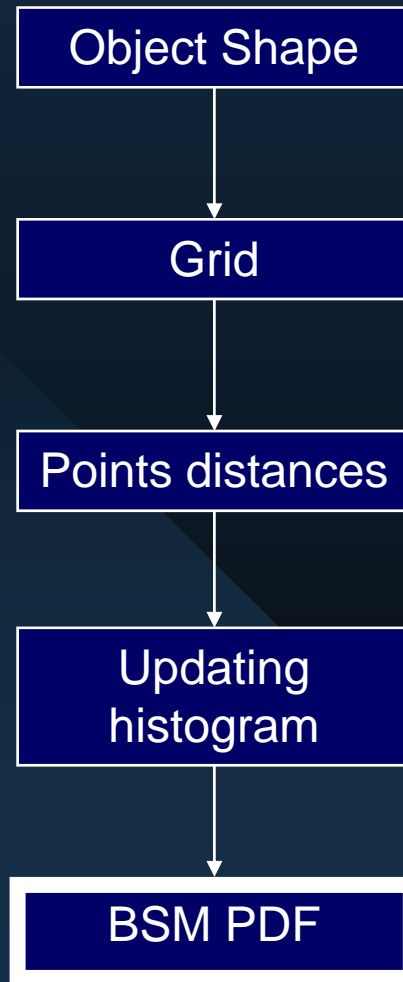 Object Shape
Grid
Points distances
Updating
histogram
BSM PDF